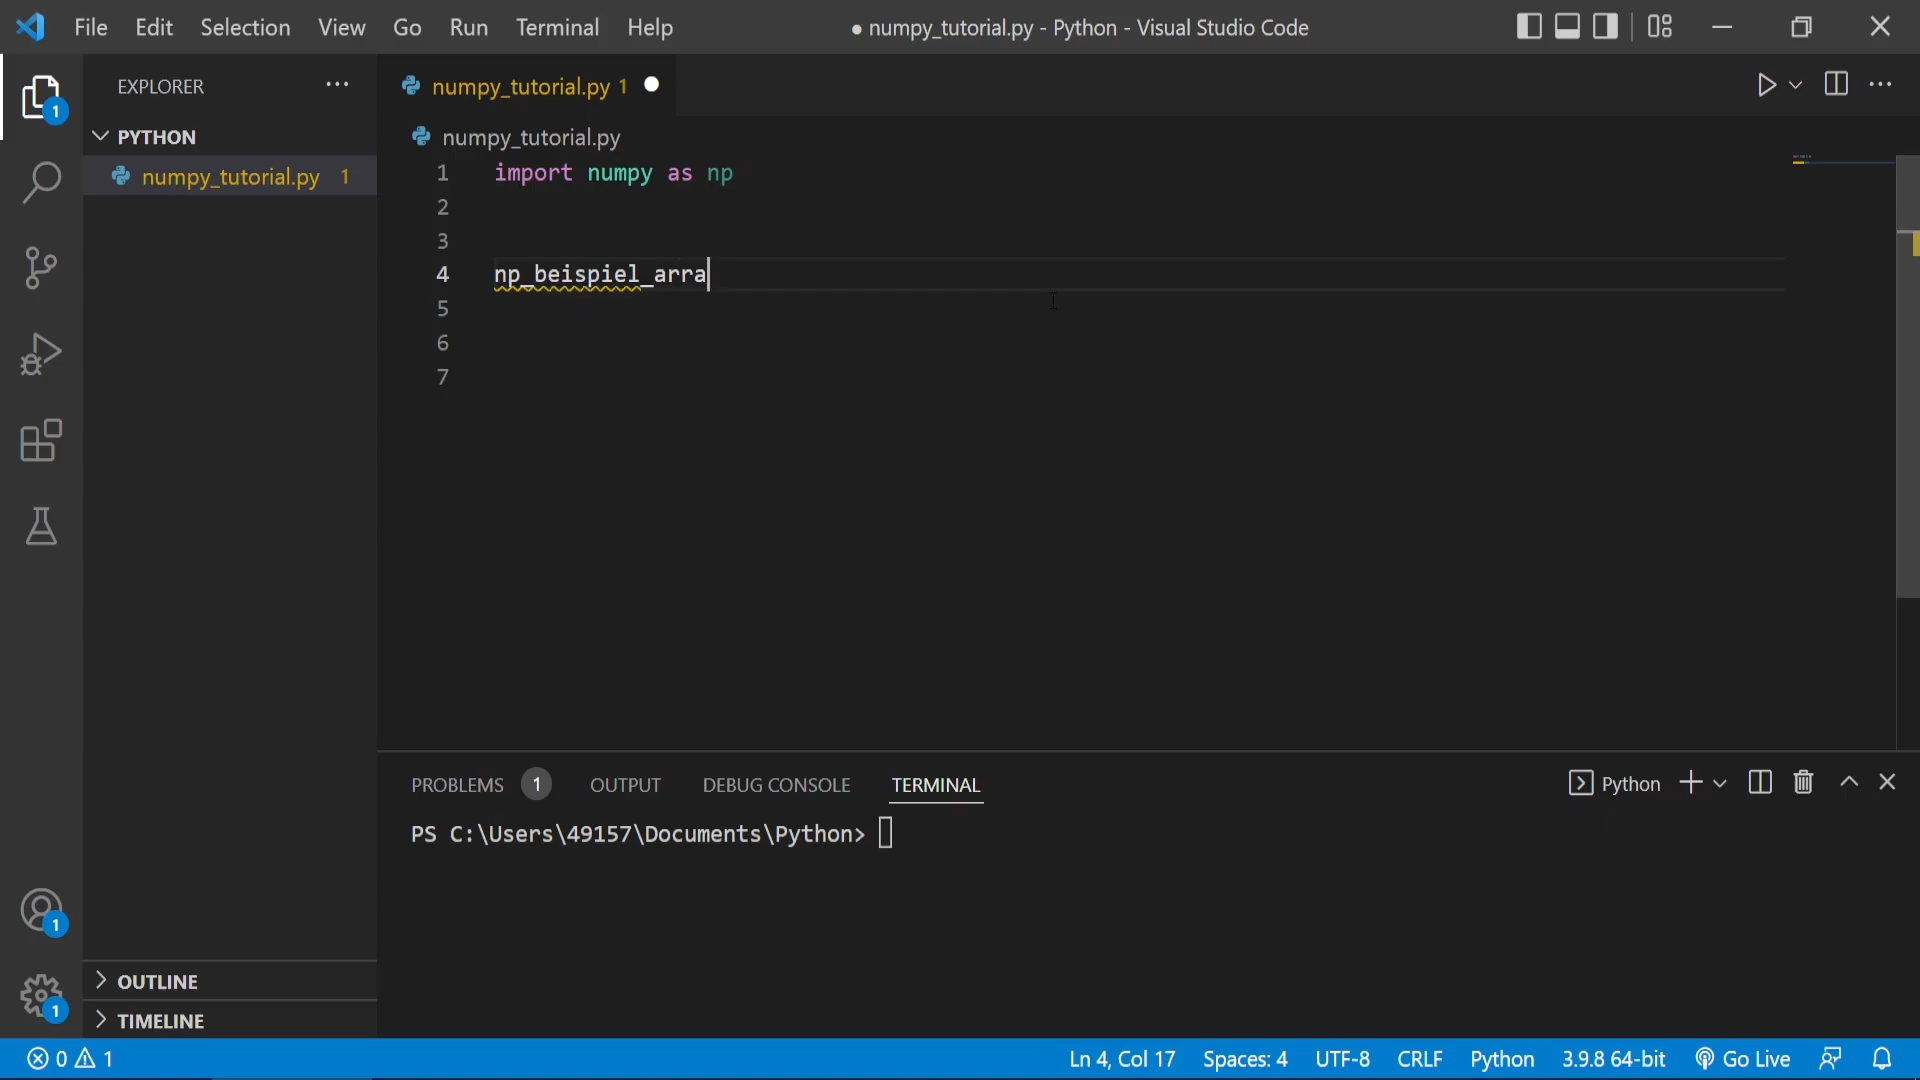 File Edit Selection View Go Run Terminal Help ● numpy_tutorial.py - Python - Visual Studio Code
EXPLORER
numpy_tutorial.py 1
1
PYTHON
numpy_tutorial.py
numpy_tutorial.py 1
1 import numpy as np
2
3
4 np_beispiel_arra
5
6
7
PROBLEMS 1 OUTPUT DEBUG CONSOLE TERMINAL Python
PS C:\Users\49157\Documents\Python>
1
OUTLINE
1
TIMELINE
0 1 Ln 4, Col 17 Spaces: 4 UTF-8 CRLF Python 3.9.8 64-bit Go Live